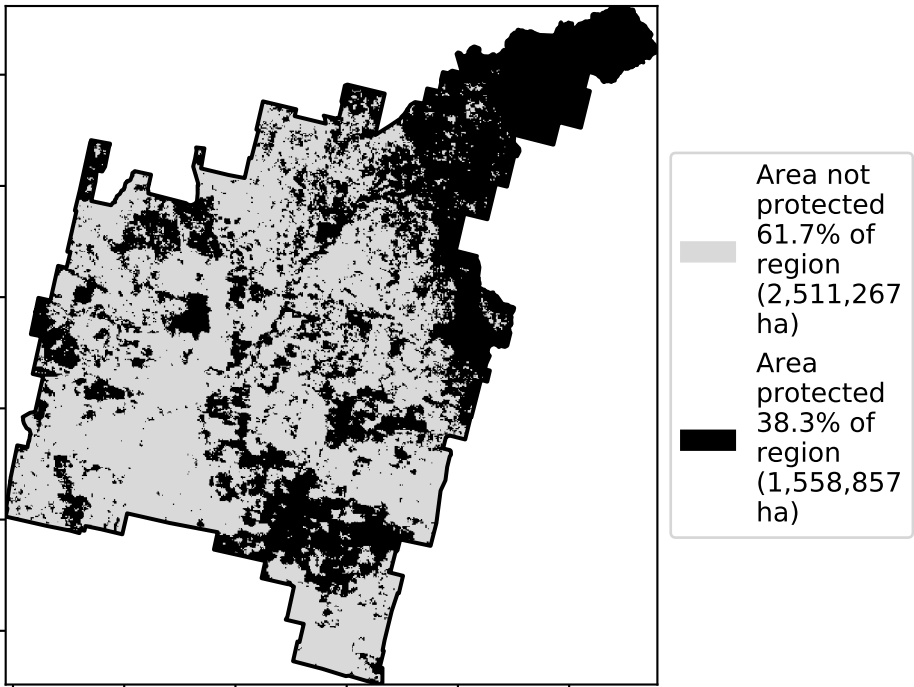 Area not
protected
61.7% of
region
(2,511,267
ha)
Area
protected
38.3% of
region
(1,558,857
ha)